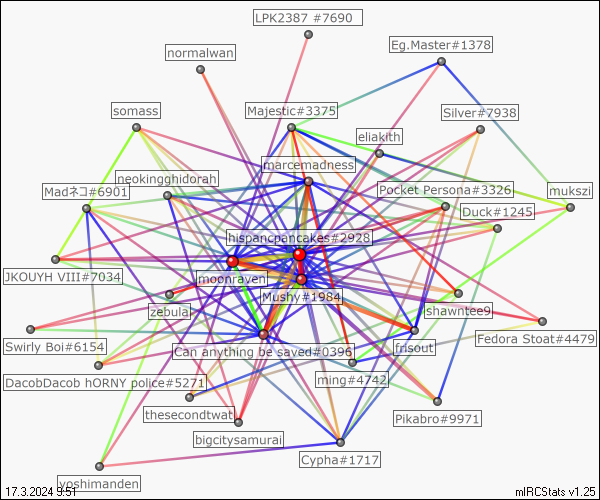 LPK2387 #7690
normalwan
Eg.Master#1378
somass
Majestic#3375
Silver#7938
eliakith
marcemadness
neokingghidorah
Madネコ#6901
Pocket Persona#3326
mukszi
Duck#1245
hispanicpancakes#2928
JKOUYH VIII#7034
moonraven
Mushy#1984
zebula
lshawntee9
Swirly Boi#6154
Can anything be saved#0396
frisout
Fedora Stoat#4479
DacobDacob hORNY police#5271
ming#4742
thesecondtwat
Pikabro#9971
bigcitysamurai
Cypha#1717
yoshimanden
17.3.2024 9:51
mIRCStats v1.25